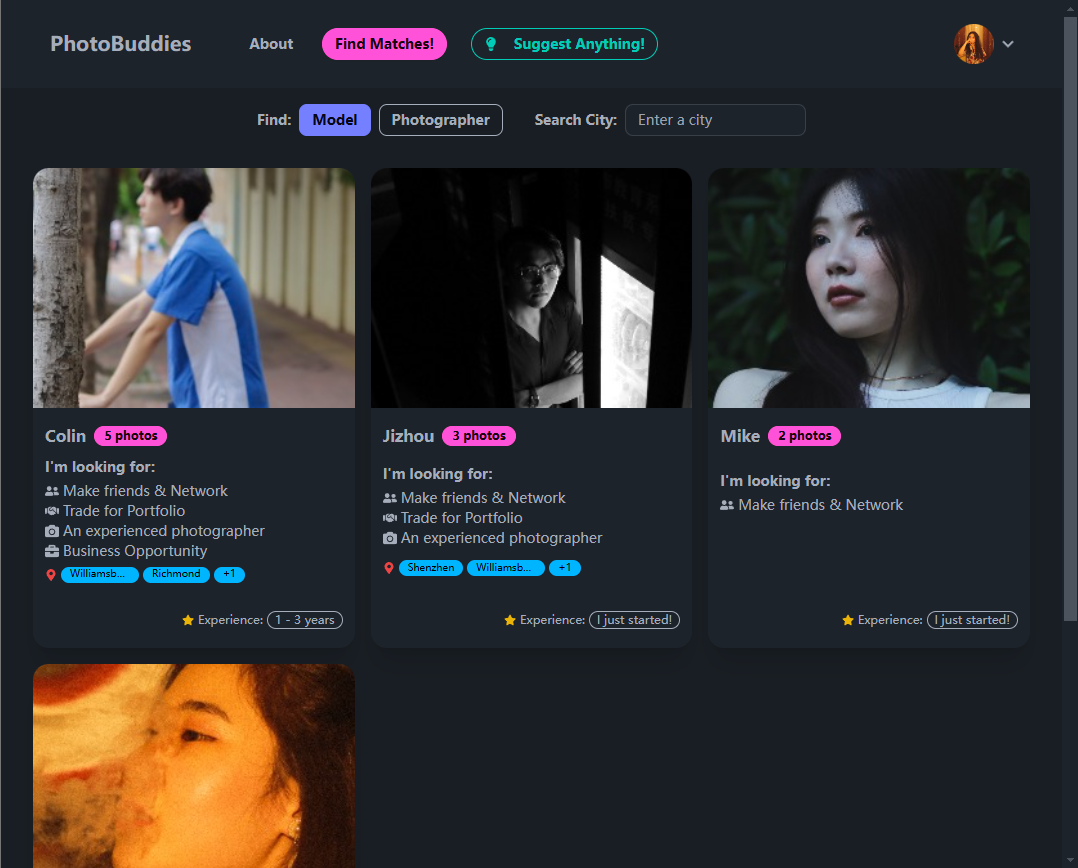 PhotoBuddies About Find Matches! Suggest Anything!
Find: Model Photographer Search City: Enter a city
Colin 5 photos
I'm looking for:
Make friends & Network
Trade for Portfolio
An experienced photographer
Business Opportunity
Williamsb... Richmond +1
Experience: 1 - 3 years
Jizhou 3 photos
I'm looking for:
Make friends & Network
Trade for Portfolio
An experienced photographer
Shenzhen Williamsb... +1
Experience: I just started!
Mike 2 photos
I'm looking for:
Make friends & Network
Experience: I just started!